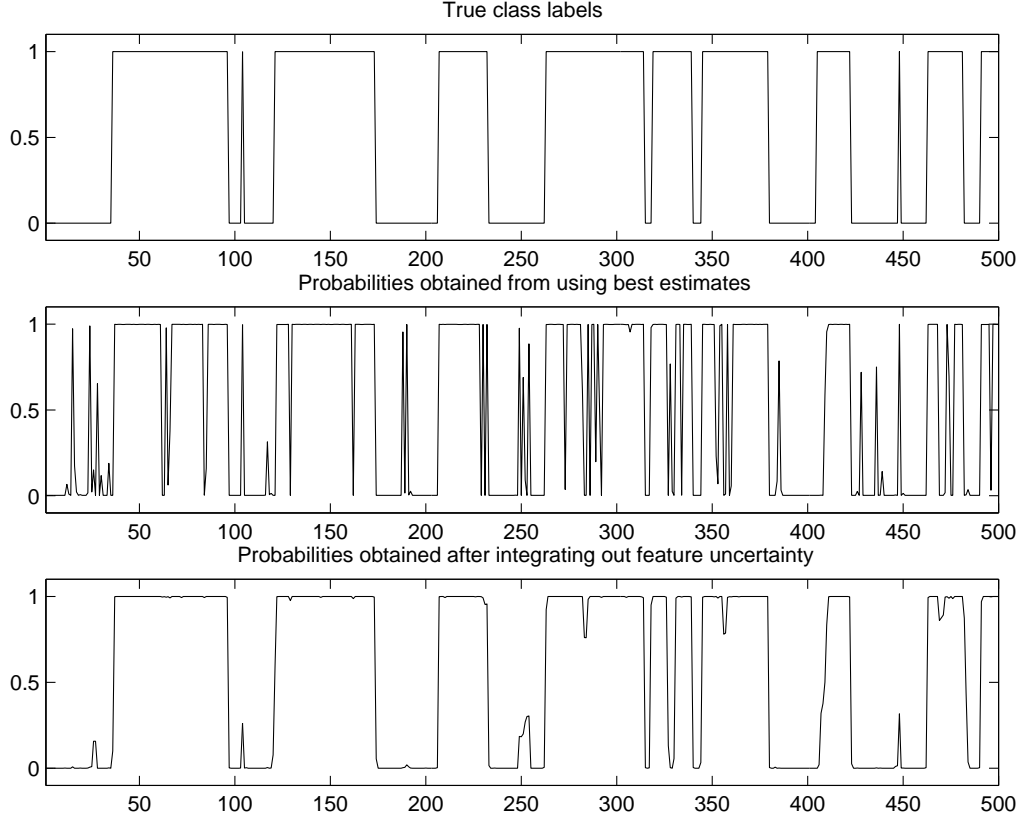 True class labels
1
0.5
0
50 100 150 200 250 300 350 400 450 500
Probabilities obtained from using best estimates
1
0.5
0
50 100 150 200 250 300 350 400 450 500
Probabilities obtained after integrating out feature uncertainty
1
0.5
0
50 100 150 200 250 300 350 400 450 500